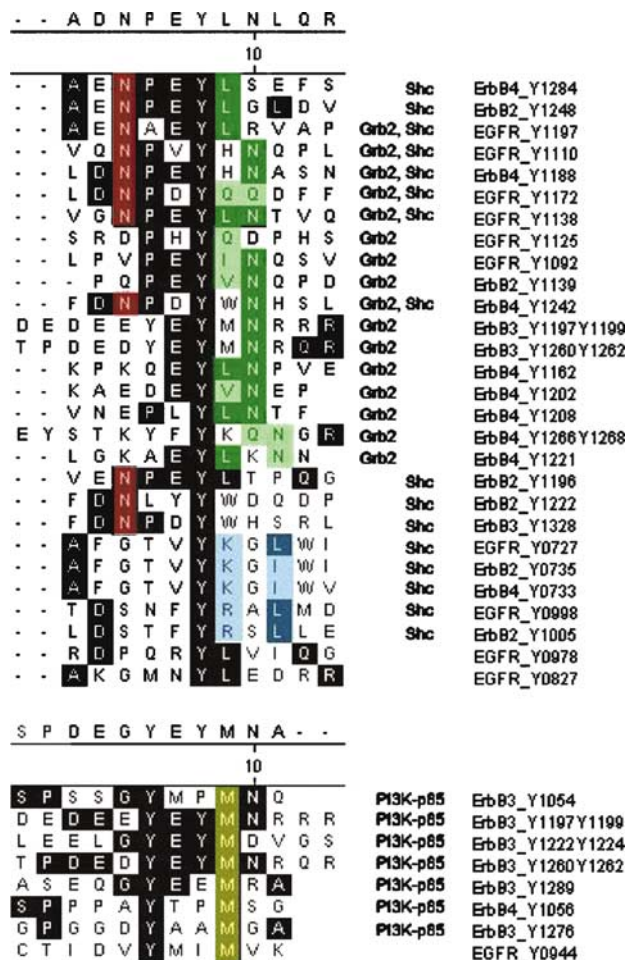 - - A D N P E Y L N L Q R
10
- - A E N P E Y L S E F S Shc ErbB4_Y1284
- - A E N P E Y L G L D V Shc ErbB2_Y1248
- - A E N A E Y L R V A P Grb2, Shc EGFR_Y1197
- - V Q N P V Y H N Q P L Grb2, Shc EGFR_Y1110
- - L D N P E Y H N A S N Grb2, Shc ErbB4_Y1188
- - L D N P D Y Q Q D F F Grb2, Shc EGFR_Y1172
- - V G N P E Y L N T V Q Grb2, Shc EGFR_Y1138
- - S R D P H Y Q D P H S Grb2 EGFR_Y1125
- - L P V P E Y I N Q S V Grb2 EGFR_Y1092
- - - P Q P E Y V N Q P D Grb2 ErbB2_Y1139
- - F D N P D Y W N H S L Grb2, Shc ErbB4_Y1242
D E D E E Y E Y M N R R R Grb2 ErbB3_Y1197Y1199
T P D E D Y E Y M N R Q R Grb2 ErbB3_Y1260Y1262
- - K P K Q E Y L N P V E Grb2 ErbB4_Y1162
- - K A E D E Y V N E P Grb2 ErbB4_Y1202
- - V N E P L Y L N T F Grb2 ErbB4_Y1208
E Y S T K Y F Y K Q N G R Grb2 ErbB4_Y1266Y1268
- - L G K A E Y L K N N Grb2 ErbB4_Y1221
- - V E N P E Y L T P Q G Shc ErbB2_Y1196
- - F D N L Y Y W D Q D P Shc ErbB2_Y1222
- - F D N P D Y W H S R L Shc ErbB3_Y1328
- - A F G T V Y K G L W I Shc EGFR_Y0727
- - A F G T V Y K G I W I Shc ErbB2_Y0735
- - A F G T V Y K G I W V Shc ErbB4_Y0733
- - T D S N F Y R A L M D Shc EGFR_Y0998
- - L D S T F Y R S L L E Shc ErbB2_Y1005
- - R D P Q R Y L V I Q G EGFR_Y0978
- - A K G M N Y L E D R R EGFR_Y0827
S P D E G Y E Y M N A - -
10
S P S S G Y M P M N Q PI3K-p85 ErbB3_Y1054
D E D E E Y E Y M N R R R PI3K-p85 ErbB3_Y1197Y1199
L E E L G Y E Y M D V G S PI3K-p85 ErbB3_Y1222Y1224
T P D E D Y E Y M N R Q R PI3K-p85 ErbB3_Y1260Y1262
A S E Q G Y E E M R A PI3K-p85 ErbB3_Y1289
S P P P A Y T P M S G PI3K-p85 ErbB4_Y1056
G P G G D Y A A M G A PI3K-p85 ErbB3_Y1276
C T I D V Y M I M V K EGFR_Y0944